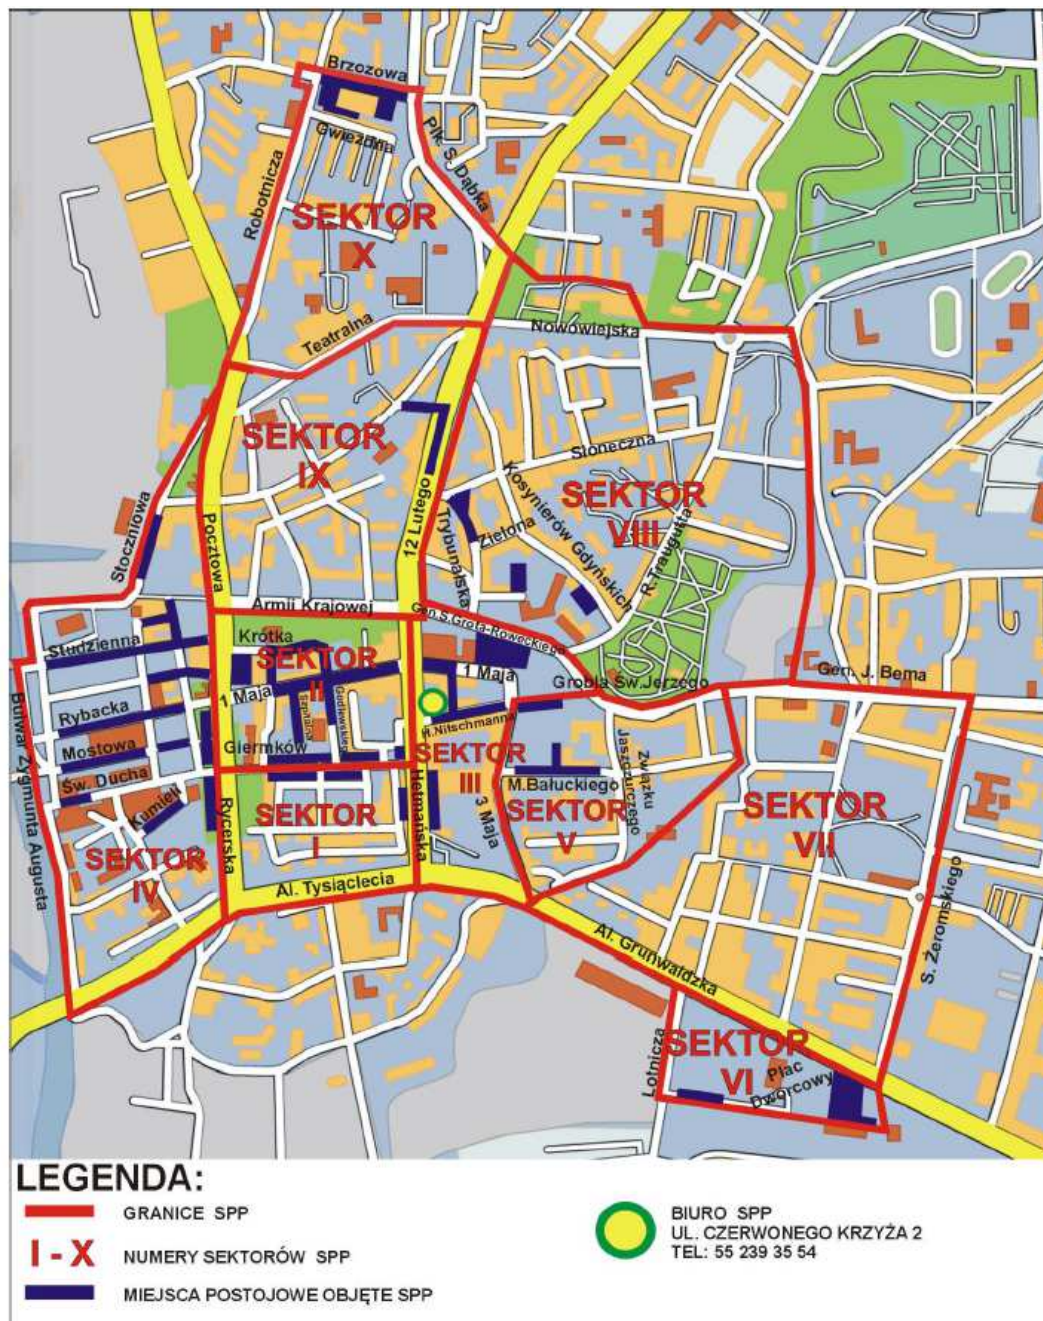 Brzozowa
Gwiezdna
Płk. S. Dąbka
Robotnicza
SEKTOR
X
Teatralna
Nowowiejska
SEKTOR
IX
Słoneczna
Kosynierów Gdyńskich
SEKTOR
VIII
12 Lutego
Trybunalska
Zielona
R. Traugutta
Stoczniowa
Pocztowa
Armii Krajowej
Gen.S.Grota-Roweckiego
Studzienna
Krótka
SEKTOR
II
1 Maja
1 Maja
Grobla Św.Jerzego
Gen. J. Bema
Rybacka
Szpitalna
H.Nitschmanna
Mostowa
Giermków
SEKTOR
III
Św. Ducha
M.Bałuckiego
Jaszczurczego
Związku
Kumieli
Bulwar Zygmunta Augusta
Rycerska
SEKTOR
I
Hetmańska
3 Maja
SEKTOR
V
SEKTOR
VII
SEKTOR
IV
Al. Tysiąclecia
Al. Grunwaldzka
S. Żeromskiego
Lotnicza
SEKTOR
VI
Plac
Dworcowy
LEGENDA:
GRANICE SPP
I - X NUMERY SEKTORÓW SPP
MIEJSCA POSTOJOWE OBJĘTE SPP
BIURO SPP
UL. CZERWONEGO KRZYŻA 2
TEL: 55 239 35 54